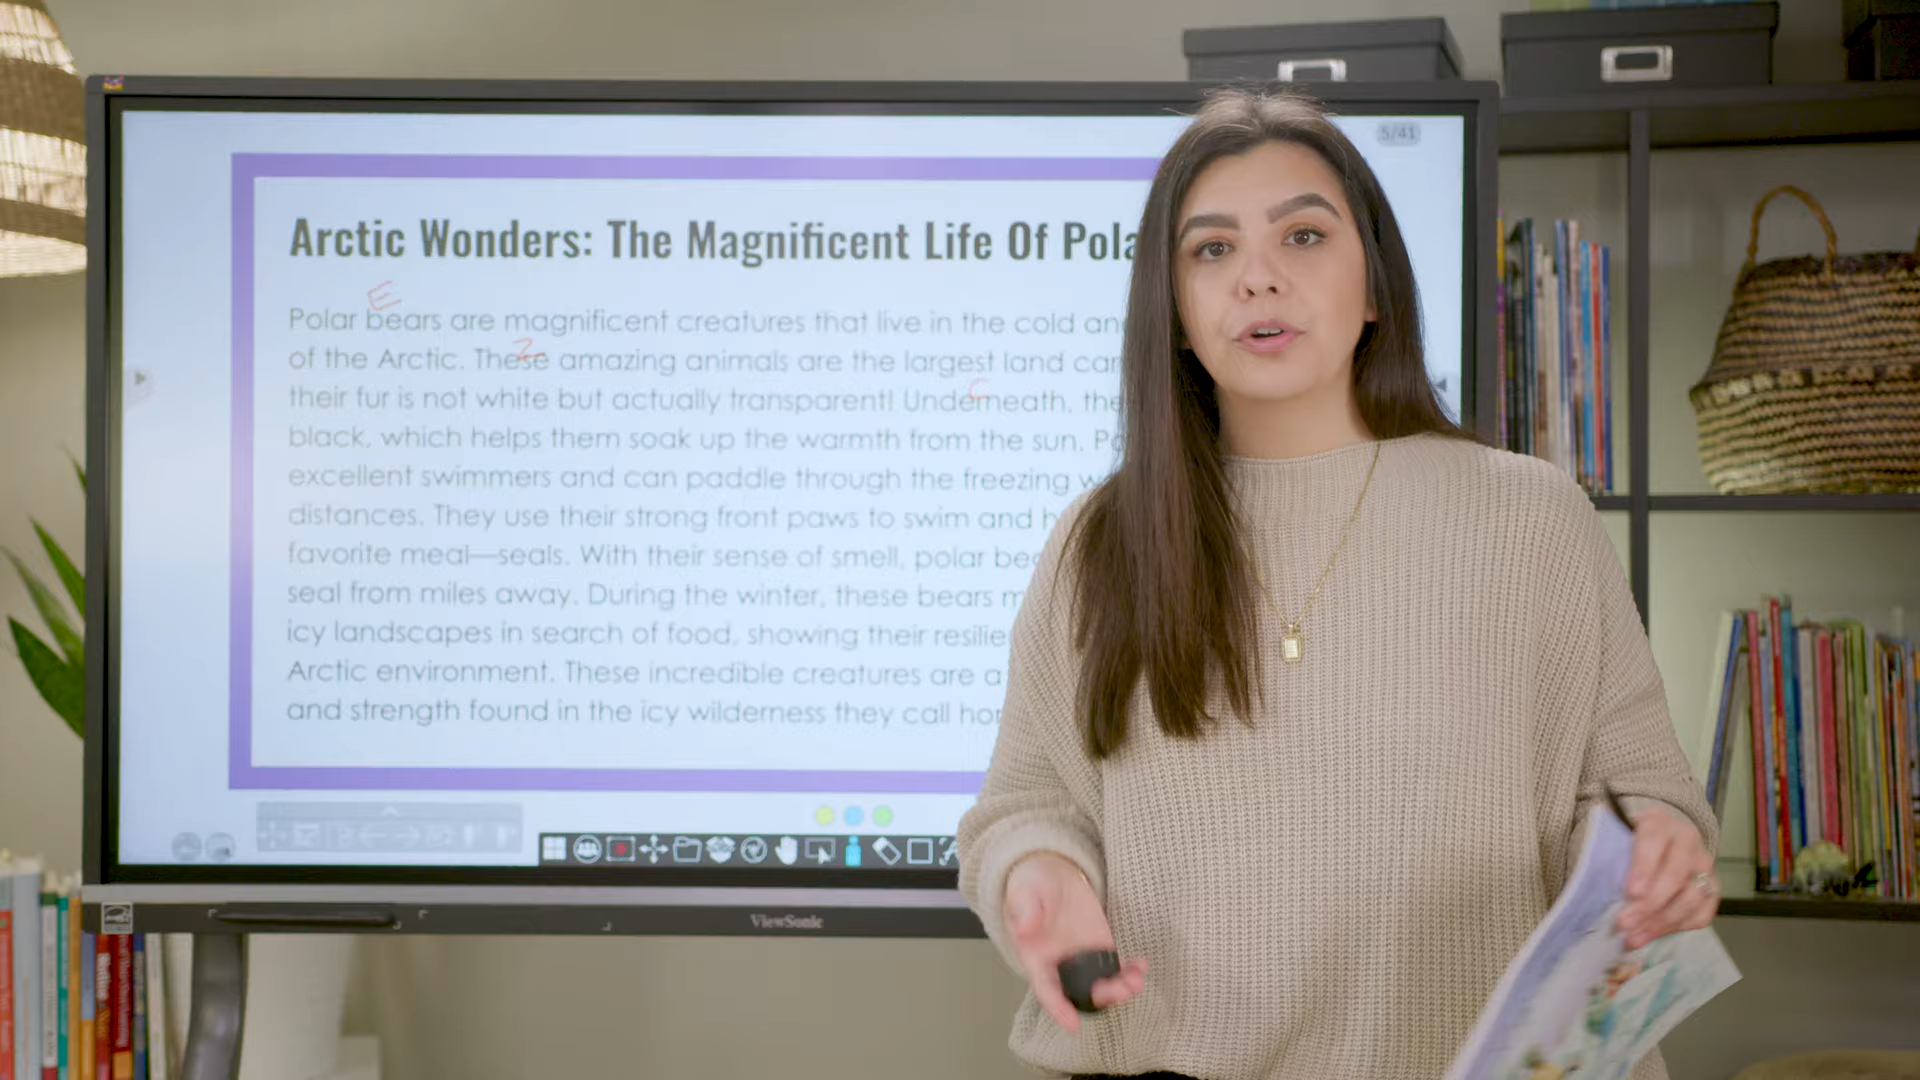 5/41
Arctic Wonders: The Magnificent Life Of Pola
E
Polar bears are magnificent creatures that live in the cold an
Z
of the Arctic. These amazing animals are the largest land car
C
their fur is not white but actually transparent! Underneath, the
black, which helps them soak up the warmth from the sun. Po
excellent swimmers and can paddle through the freezing w
distances. They use their strong front paws to swim and h
favorite meal—seals. With their sense of smell, polar bea
seal from miles away. During the winter, these bears m
icy landscapes in search of food, showing their resilie
Arctic environment. These incredible creatures are a
and strength found in the icy wilderness they call hom
ViewSonic